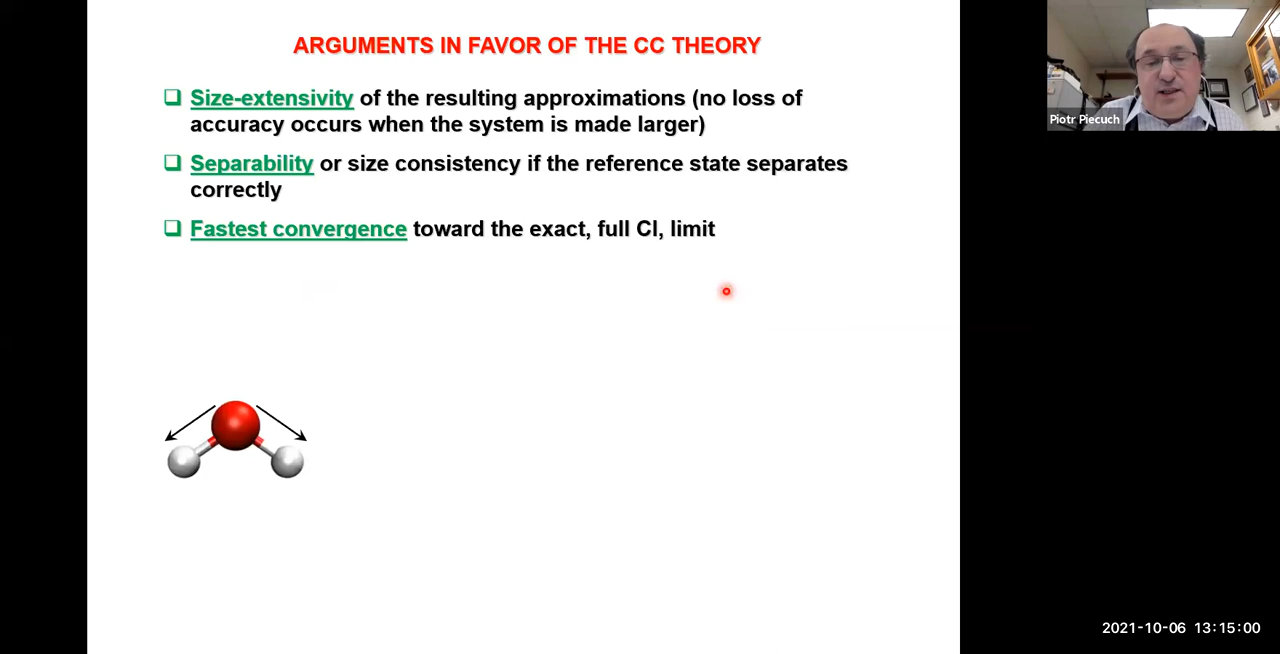 ARGUMENTS IN FAVOR OF THE CC THEORY
Size-extensivity of the resulting approximations (no loss of
accuracy occurs when the system is made larger)
Separability or size consistency if the reference state separates
correctly
Fastest convergence toward the exact, full CI, limit
Piotr Piecuch
2021-10-06 13:15:00